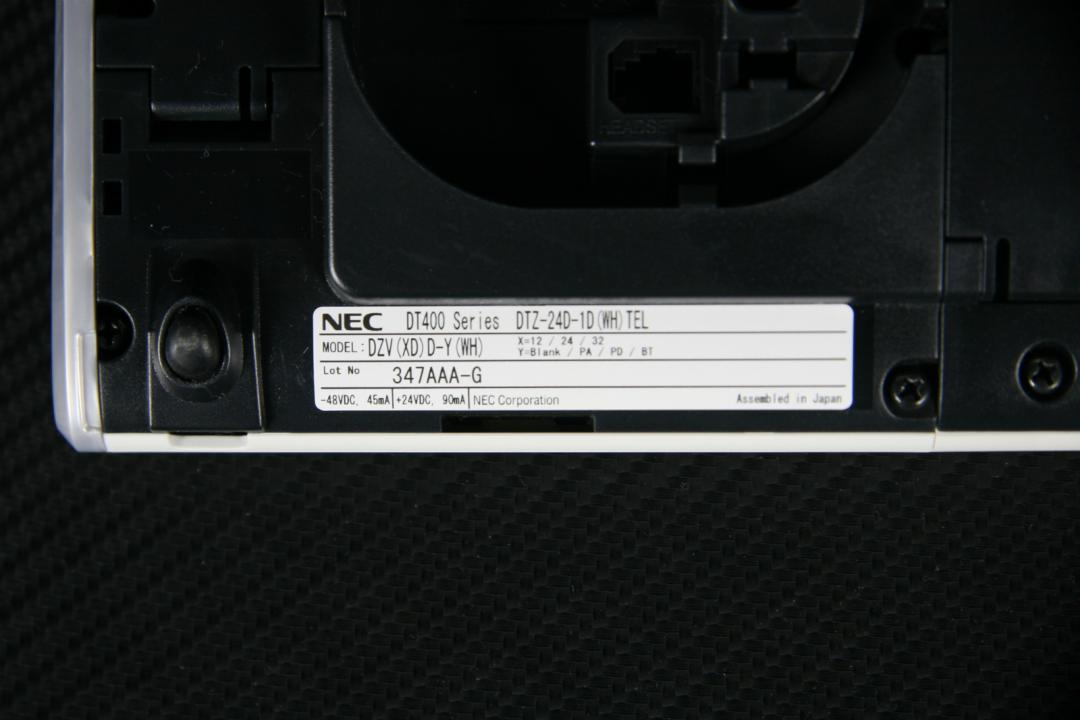 HEADSET
NEC DT400 Series DTZ-24D-1D(WH)TEL
MODEL:DZV(XD)D-Y(WH) X=12 / 24 / 32
Y=Blank / PA / PD / BT
Lot No 347AAA-G
-48VDC, 45mA +24VDC, 90mA NEC Corporation Assembled in Japan